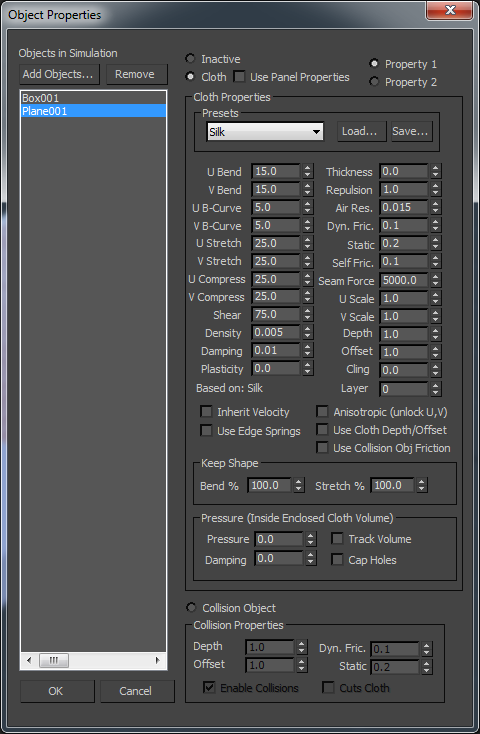 Object Properties
Objects in Simulation
Add Objects... Remove
Box001
Plane001
OK Cancel
Inactive
Cloth Use Panel Properties
Property 1
Property 2
Cloth Properties
Presets
Silk Load... Save...
U Bend 15.0 Thickness 0.0
V Bend 15.0 Repulsion 1.0
U B-Curve 5.0 Air Res. 0.015
V B-Curve 5.0 Dyn. Fric. 0.1
U Stretch 25.0 Static 0.2
V Stretch 25.0 Self Fric. 0.1
U Compress 25.0 Seam Force 5000.0
V Compress 25.0 U Scale 1.0
Shear 75.0 V Scale 1.0
Density 0.005 Depth 1.0
Damping 0.01 Offset 1.0
Plasticity 0.0 Cling 0.0
Based on: Silk Layer 0
Inherit Velocity Anisotropic (unlock U,V)
Use Edge Springs Use Cloth Depth/Offset
Use Collision Obj Friction
Keep Shape
Bend % 100.0 Stretch % 100.0
Pressure (Inside Enclosed Cloth Volume)
Pressure 0.0 Track Volume
Damping 0.0 Cap Holes
Collision Object
Collision Properties
Depth 1.0 Dyn. Fric. 0.1
Offset 1.0 Static 0.2
Enable Collisions Cuts Cloth